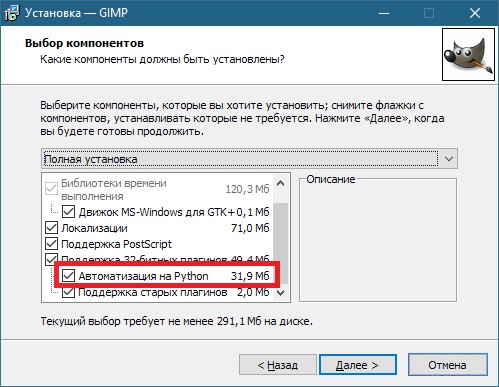 Установка — GIMP
Выбор компонентов
Какие компоненты должны быть установлены?
Выберите компоненты, которые вы хотите установить; снимите флажки с
компонентов, устанавливать которые не требуется. Нажмите «Далее», когда
вы будете готовы продолжить.
Полная установка
Библиотеки времени
выполнения 120,3 Мб
Движок MS-Windows для GTK+ 0,1 Мб
Локализации 71,0 Мб
Поддержка PostScript
Поддержка 32-битных плагинов 49,4 Мб
Автоматизация на Python 31,9 Мб
Поддержка старых плагинов 2,0 Мб
Описание
Текущий выбор требует не менее 291,1 Мб на диске.
< Назад Далее > Отмена